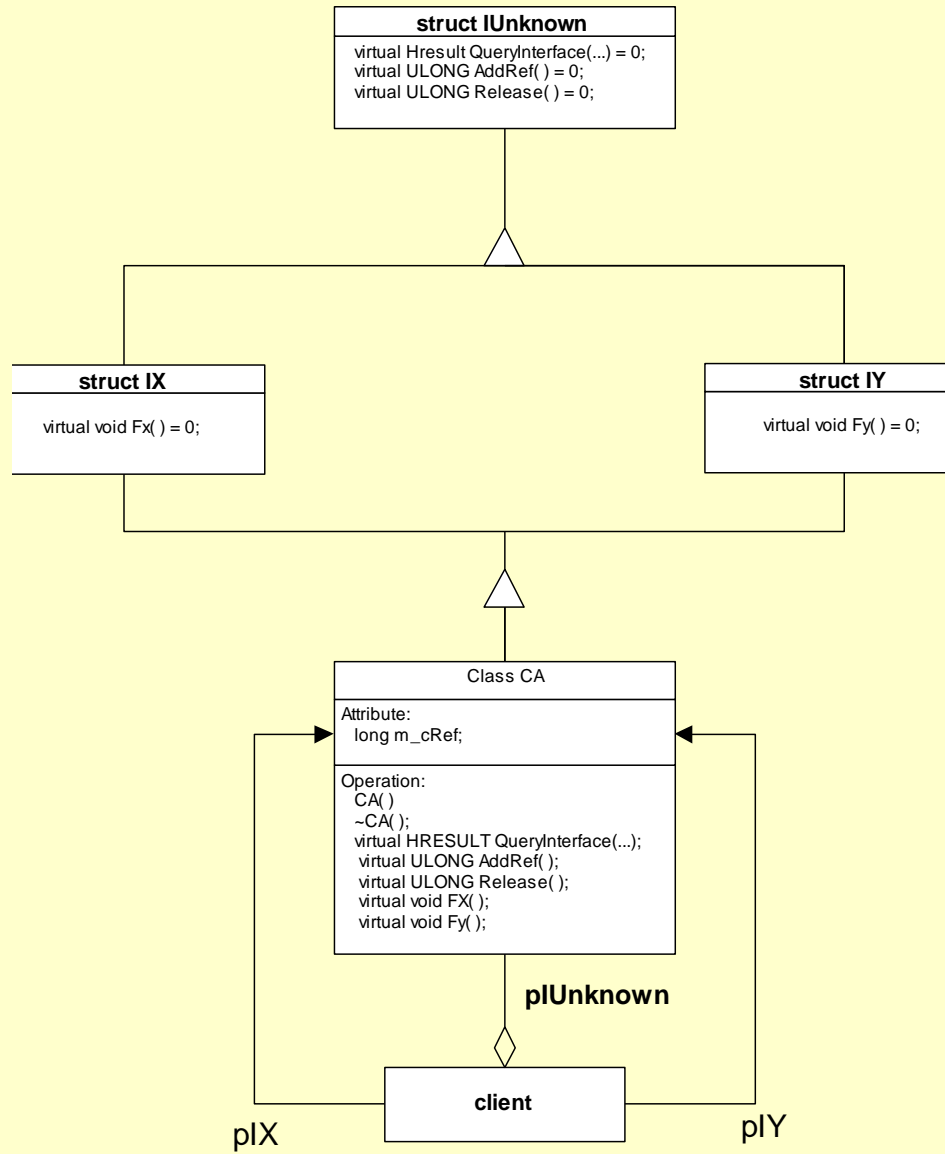 struct IUnknown
virtual Hresult QueryInterface(...) = 0;
virtual ULONG AddRef( ) = 0;
virtual ULONG Release( ) = 0;
struct IX
virtual void Fx( ) = 0;
struct IY
virtual void Fy( ) = 0;
Class CA
Attribute:
long m_cRef;
Operation:
CA( )
~CA( );
virtual HRESULT QueryInterface(...);
virtual ULONG AddRef( );
virtual ULONG Release( );
virtual void FX( );
virtual void Fy( );
pIUnknown
client
pIX
pIY